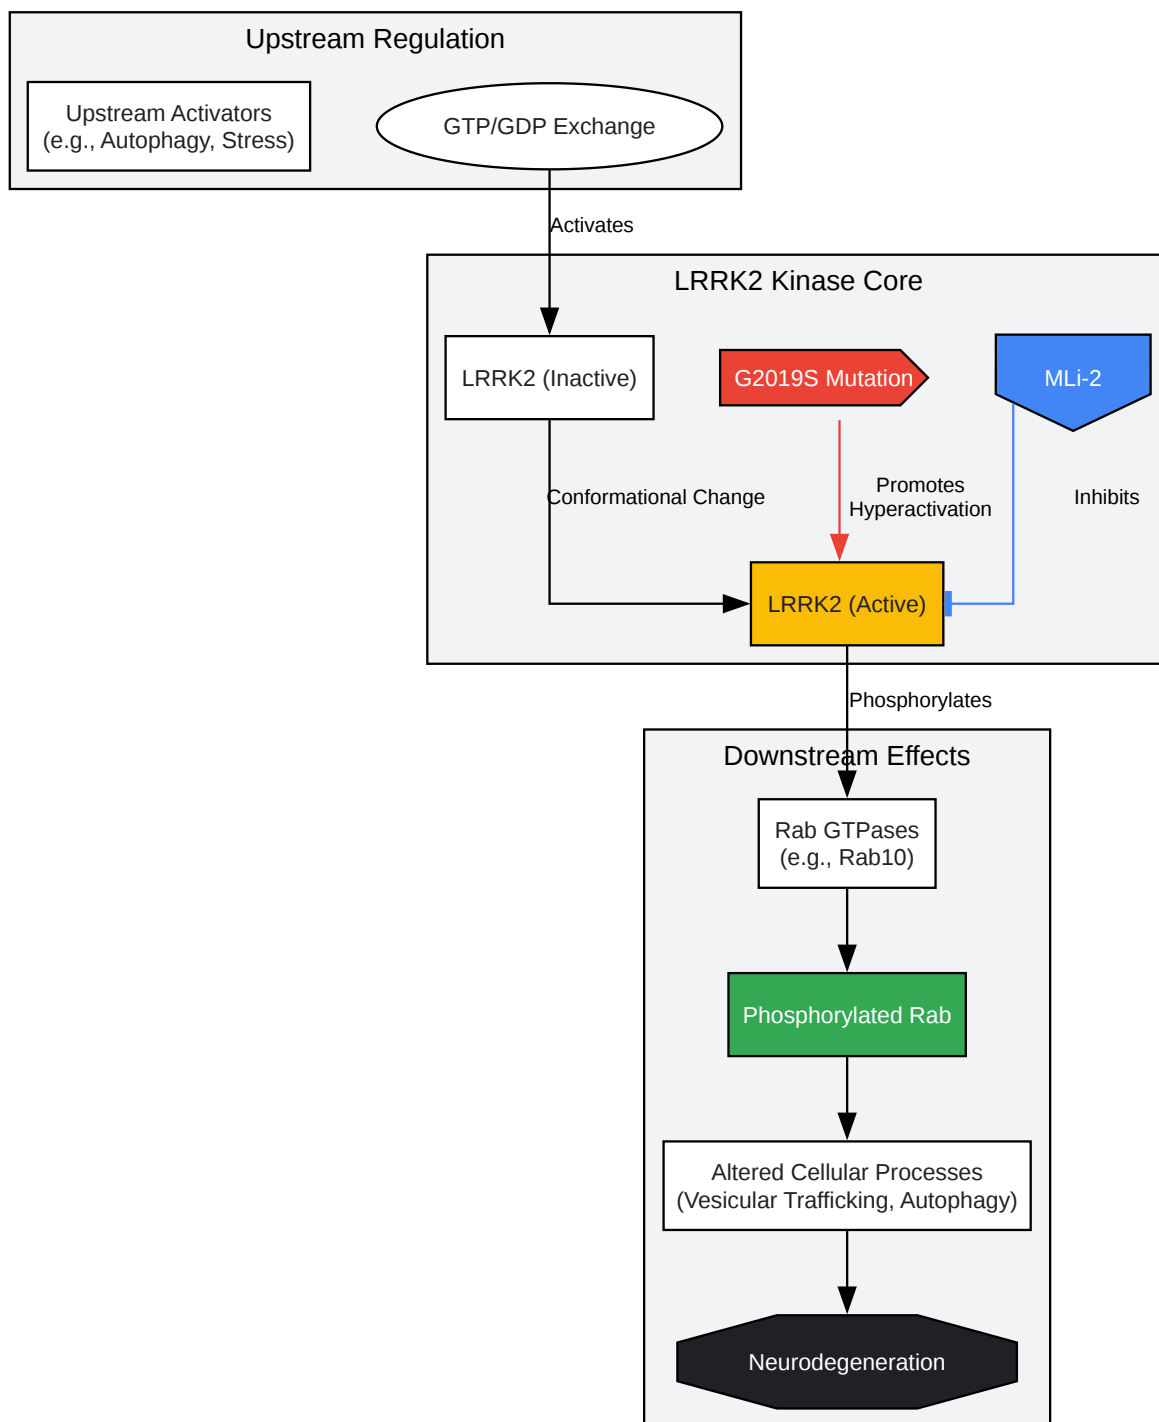 Upstream Regulation
Upstream Activators
(e.g., Autophagy, Stress)
GTP/GDP Exchange
Activates
LRRK2 Kinase Core
LRRK2 (Inactive)
G2019S Mutation
MLi-2
Conformational Change
Promotes
Hyperactivation
Inhibits
LRRK2 (Active)
Phosphorylates
Downstream Effects
Rab GTPases
(e.g., Rab10)
Phosphorylated Rab
Altered Cellular Processes
(Vesicular Trafficking, Autophagy)
Neurodegeneration